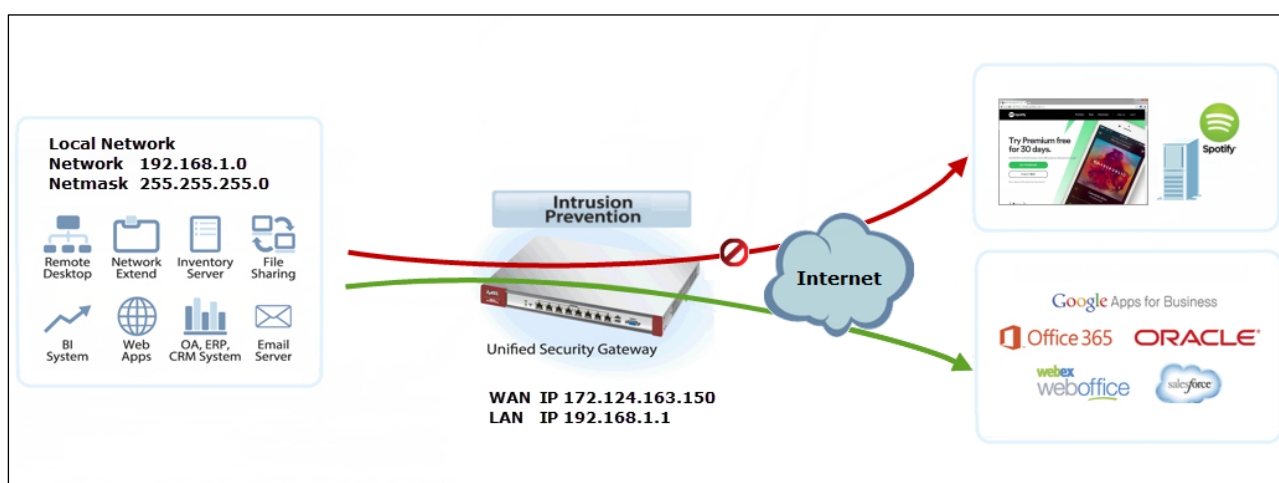 Local Network
Network 192.168.1.0
Netmask 255.255.255.0
Remote
Desktop
Network
Extend
Inventory
Server
File
Sharing
BI
System
Web
Apps
OA, ERP,
CRM System
Email
Server
Intrusion
Prevention
Unified Security Gateway
WAN IP 172.124.163.150
LAN IP 192.168.1.1
Internet
Spotify
Try Premium free
for 30 days.
Spotify
Google Apps for Business
Office 365
ORACLE
webex
weboffice
salesforce